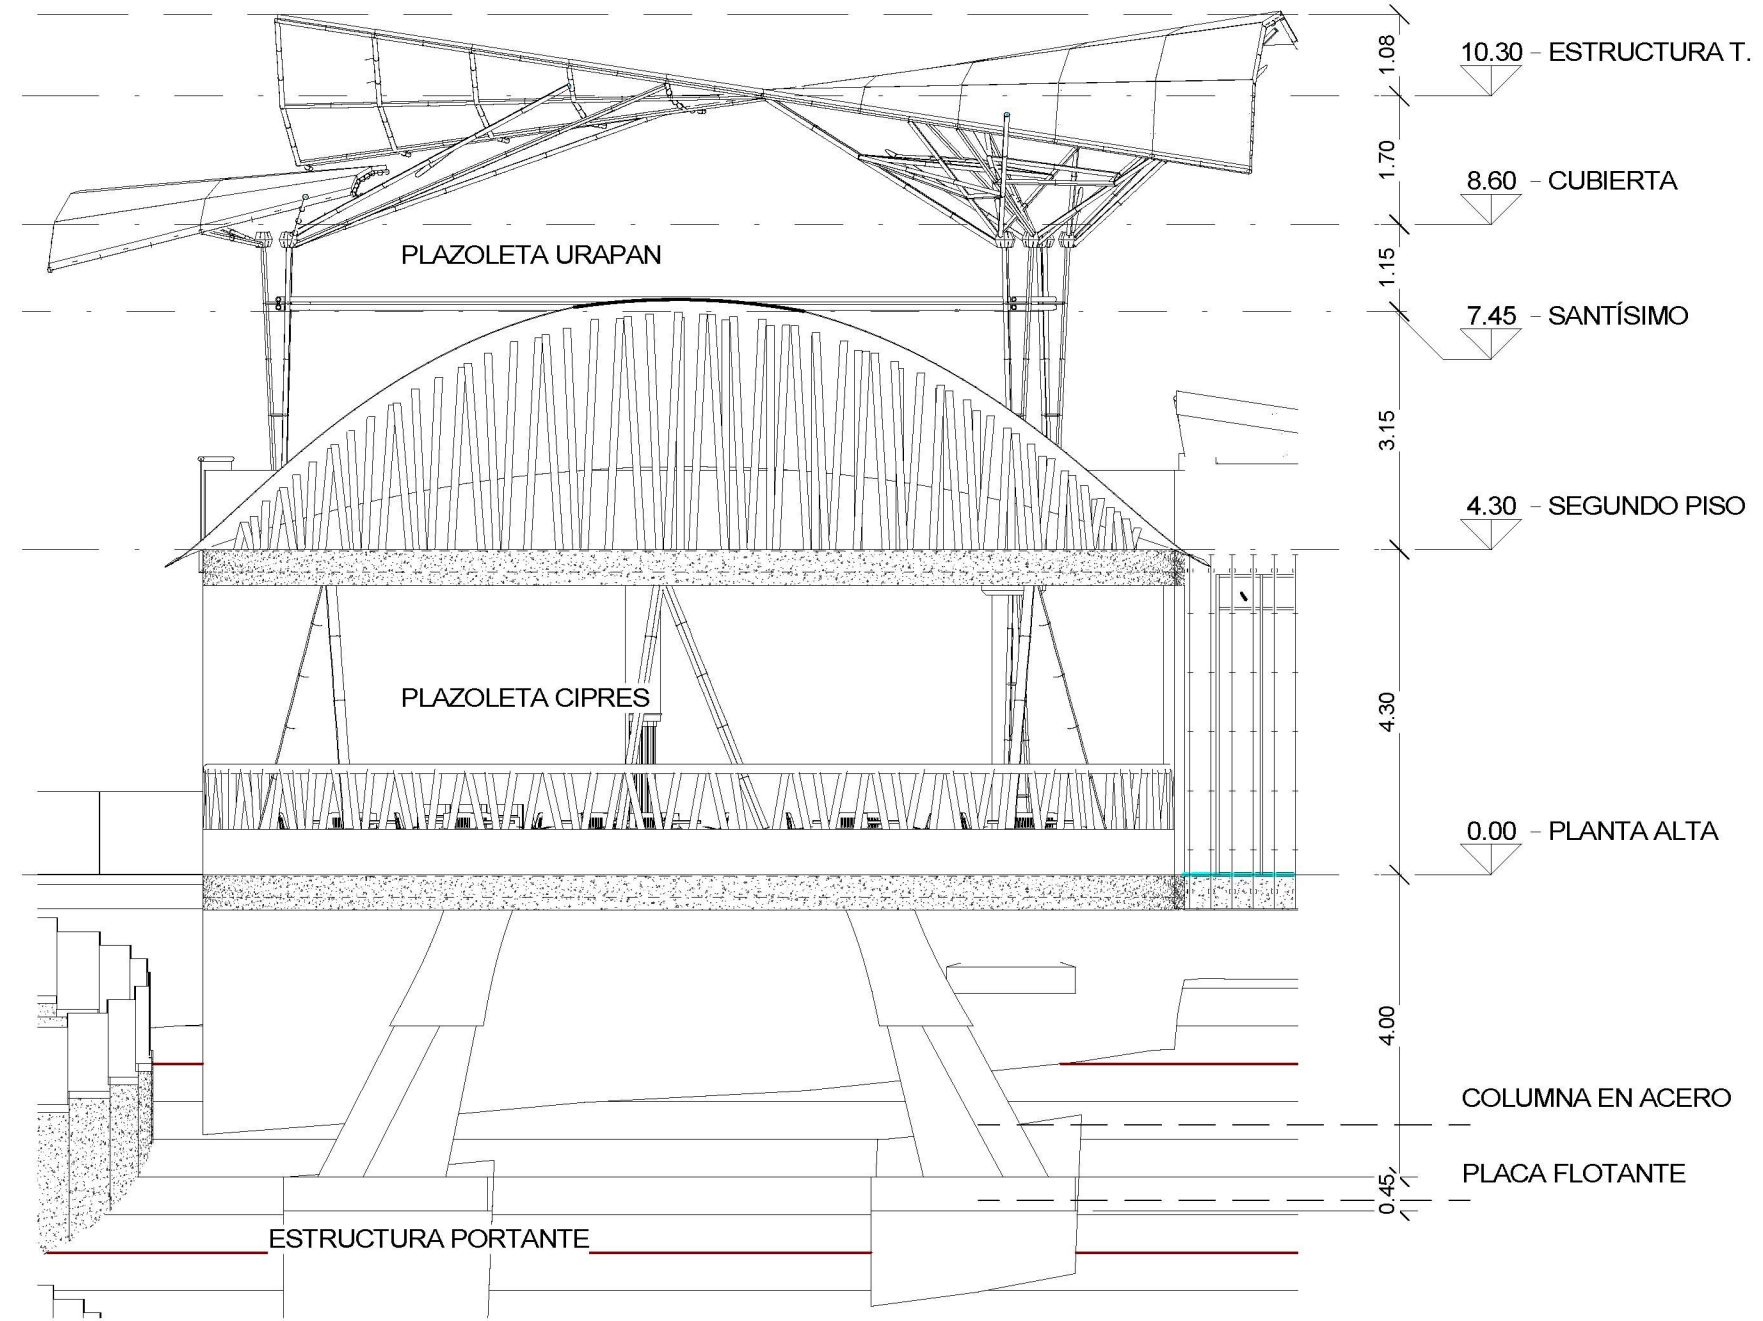 1.08
10.30 - ESTRUCTURA T.
1.70
8.60 - CUBIERTA
1.15
PLAZOLETA URAPAN
7.45 - SANTÍSIMO
3.15
4.30 - SEGUNDO PISO
PLAZOLETA CIPRES
4.30
0.00 - PLANTA ALTA
4.00
COLUMNA EN ACERO
PLACA FLOTANTE
0.45
ESTRUCTURA PORTANTE